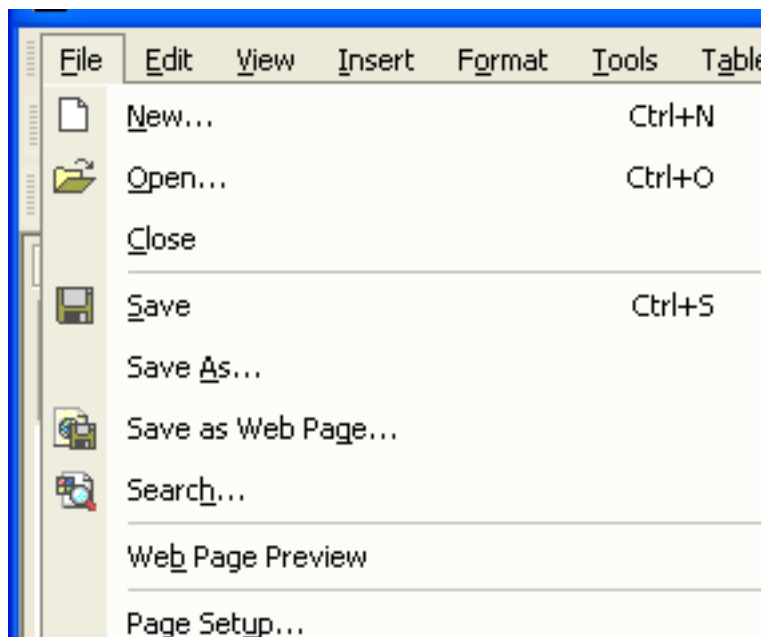 File Edit View Insert Format Tools Table
New... Ctrl+N
Open... Ctrl+O
Close
Save Ctrl+S
Save As...
Save as Web Page...
Search...
Web Page Preview
Page Setup...